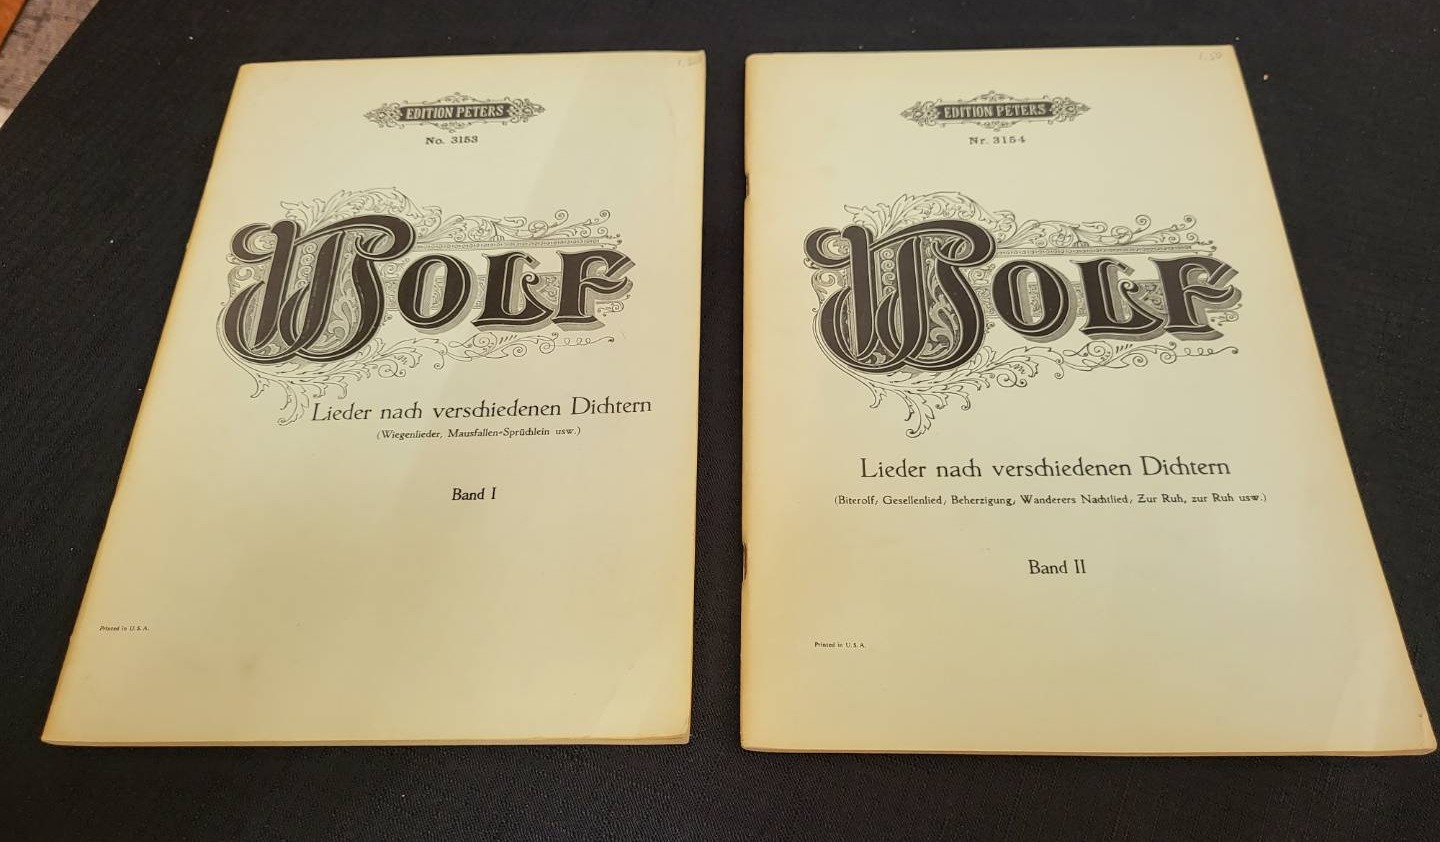 EDITION PETERS
No. 3153
WOLF
Lieder nach verschiedenen Dichtern
(Wiegenlieder, Mausfallen-Sprüchlein usw.)
Band I
Printed in U.S.A.
EDITION PETERS
Nr. 3154
WOLF
Lieder nach verschiedenen Dichtern
(Biterolf, Gesellenlied, Beherzigung, Wanderers Nachtlied, Zur Ruh, zur Ruh usw.)
Band II
Printed in U.S.A.